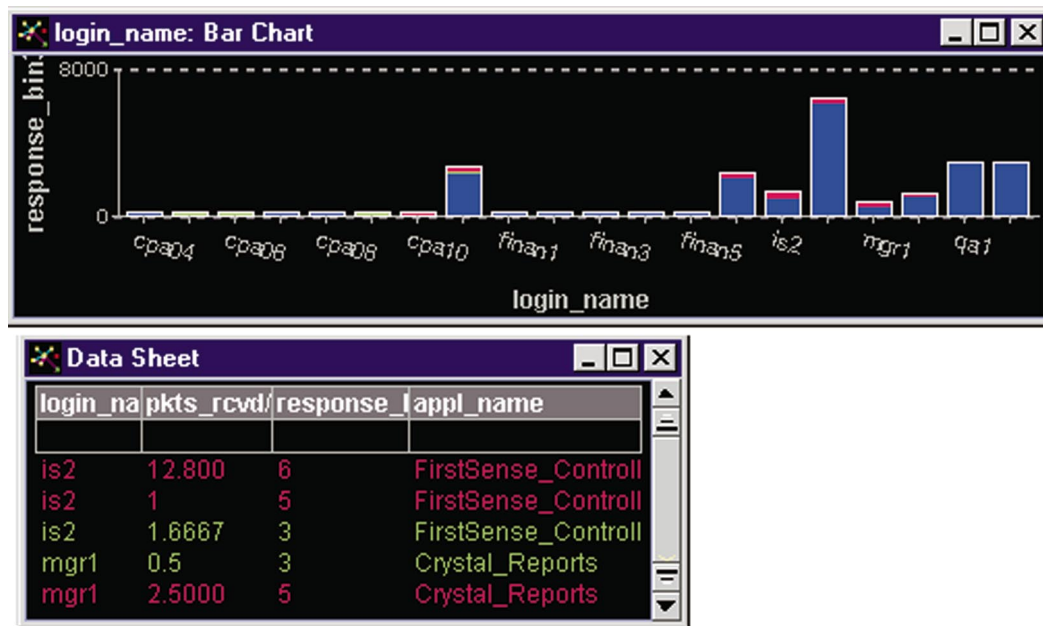 login_name: Bar Chart
response_bin
8000
0
cpa04 cpa06 cpa08 cpa10 finan1 finan3 finan5 is2 mgr1 qa1
login_name
Data Sheet
login_na pkts_rcvd/ response_ appl_name
is2 12.800 6 FirstSense_Controll
is2 1 5 FirstSense_Controll
is2 1.6667 3 FirstSense_Controll
mgr1 0.5 3 Crystal_Reports
mgr1 2.5000 5 Crystal_Reports